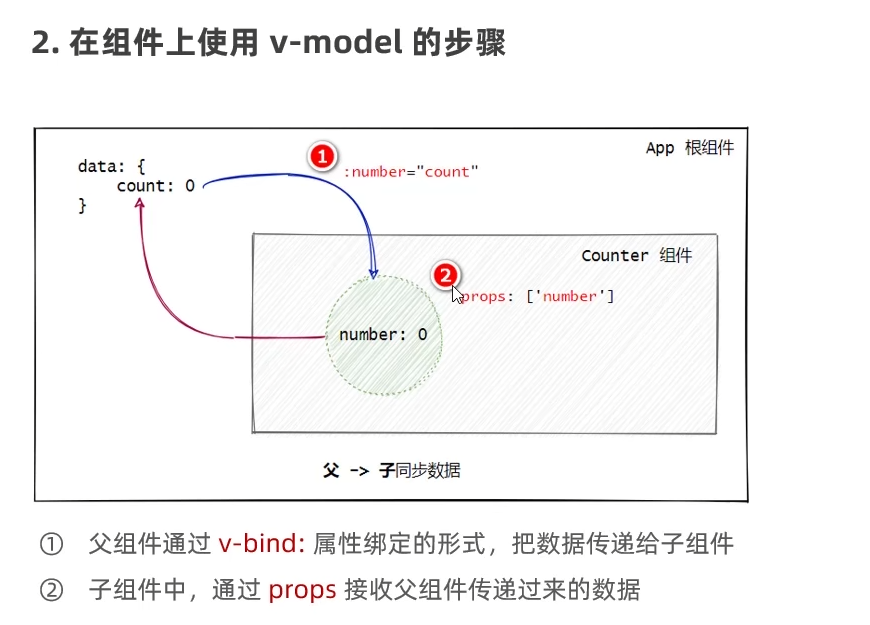 2. 在组件上使用 v-model 的步骤
App 根组件
1
data: {
:number="count"
count: 0
}
Counter 组件
2
props: ['number']
number: 0
父 -> 子同步数据
① 父组件通过 v-bind: 属性绑定的形式，把数据传递给子组件
② 子组件中，通过 props 接收父组件传递过来的数据